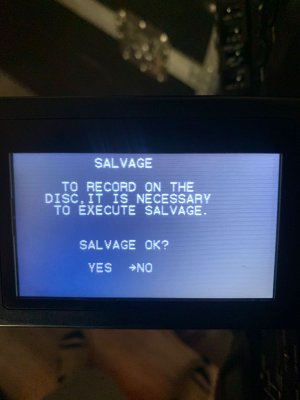 SALVAGE
TO RECORD ON THE
DISC,IT IS NECESSARY
TO EXECUTE SALVAGE.
SALVAGE OK?
YES →NO